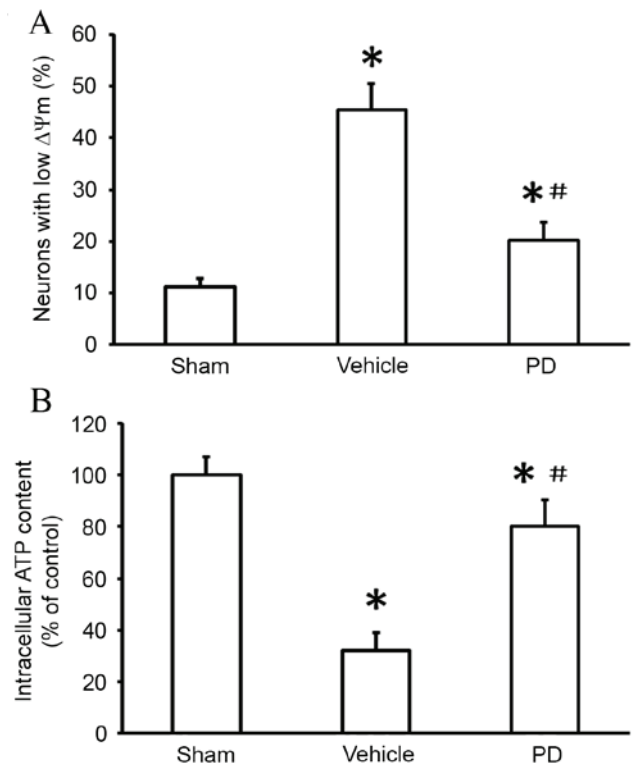 A
Neurons with low ΔΨm (%)
60
50
40
30
20
10
0
*
* #
Sham Vehicle PD
B
Intracellular ATP content
(% of control)
120
100
80
60
40
20
0
*
* #
Sham Vehicle PD